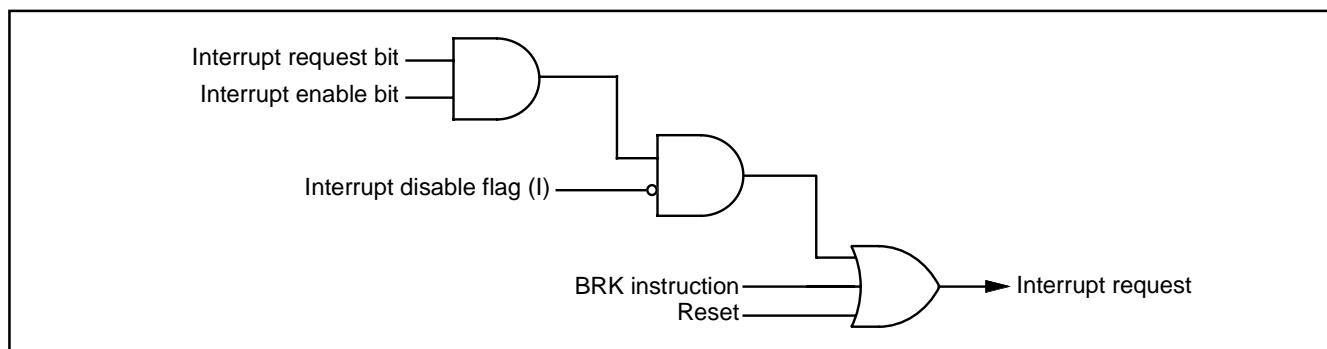 Interrupt request bit
Interrupt enable bit
Interrupt disable flag (I)
BRK instruction
Reset
Interrupt request